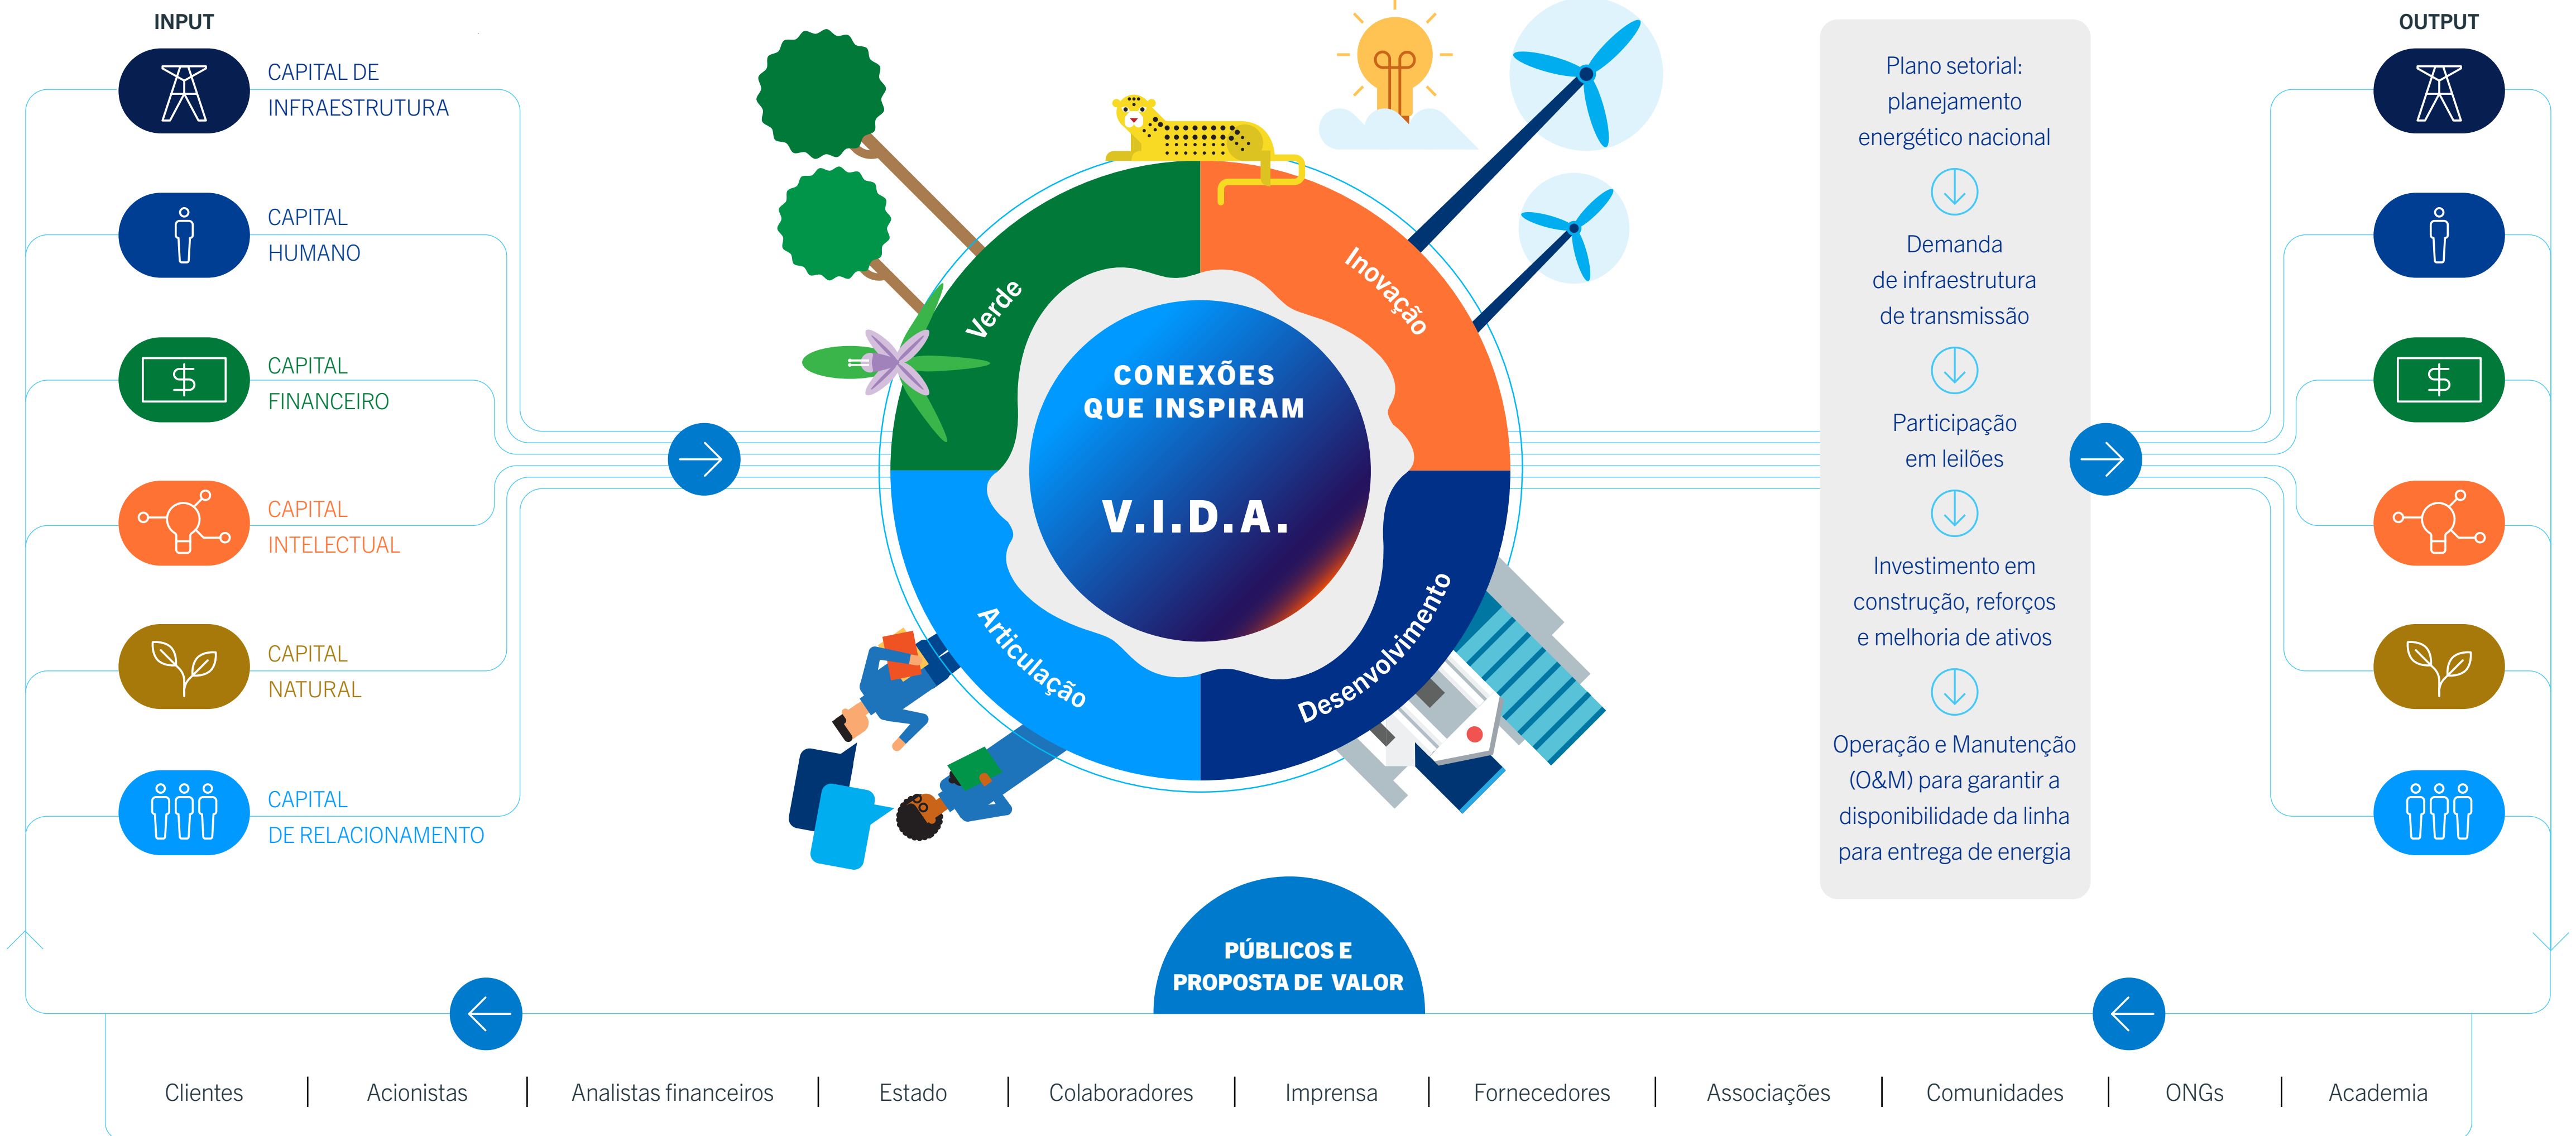 INPUT
CAPITAL DE
INFRAESTRUTURA
CAPITAL
HUMANO
CAPITAL
FINANCEIRO
CAPITAL
INTELECTUAL
CAPITAL
NATURAL
CAPITAL
DE RELACIONAMENTO
Verde
Inovação
Articulação
Desenvolvimento
CONEXÕES
QUE INSPIRAM
V.I.D.A.
Plano setorial:
planejamento
energético nacional
Demanda
de infraestrutura
de transmissão
Participação
em leilões
Investimento em
construção, reforços
e melhoria de ativos
Operação e Manutenção
(O&M) para garantir a
disponibilidade da linha
para entrega de energia
OUTPUT
PÚBLICOS E
PROPOSTA DE VALOR
Clientes
Acionistas
Analistas financeiros
Estado
Colaboradores
Imprensa
Fornecedores
Associações
Comunidades
ONGs
Academia